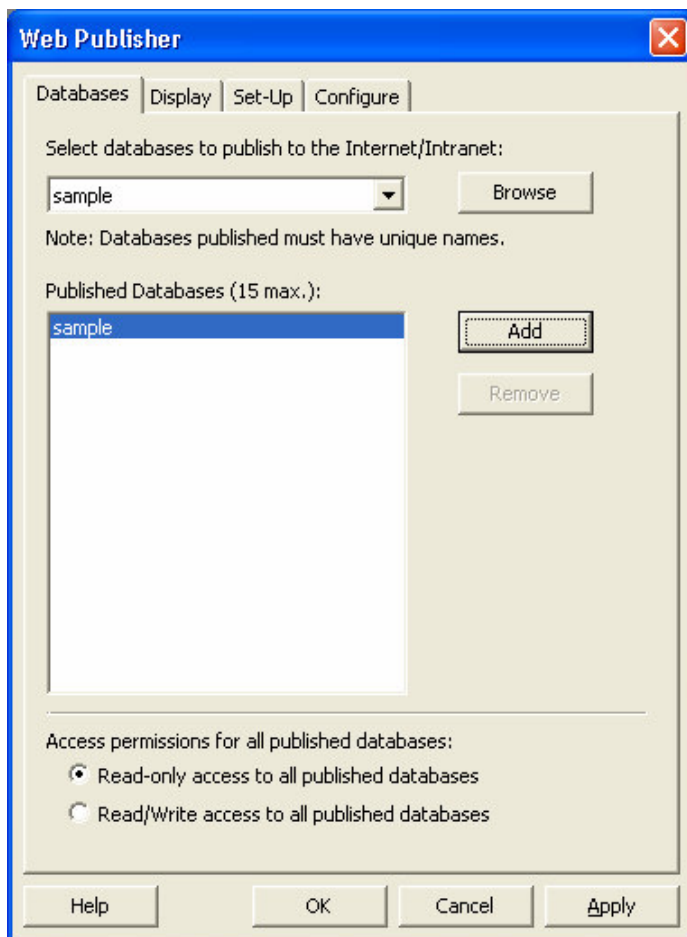 Web Publisher
Databases Display Set-Up Configure
Select databases to publish to the Internet/Intranet:
sample Browse
Note: Databases published must have unique names.
Published Databases (15 max.):
sample
Add
Remove
Access permissions for all published databases:
Read-only access to all published databases
Read/Write access to all published databases
Help OK Cancel Apply